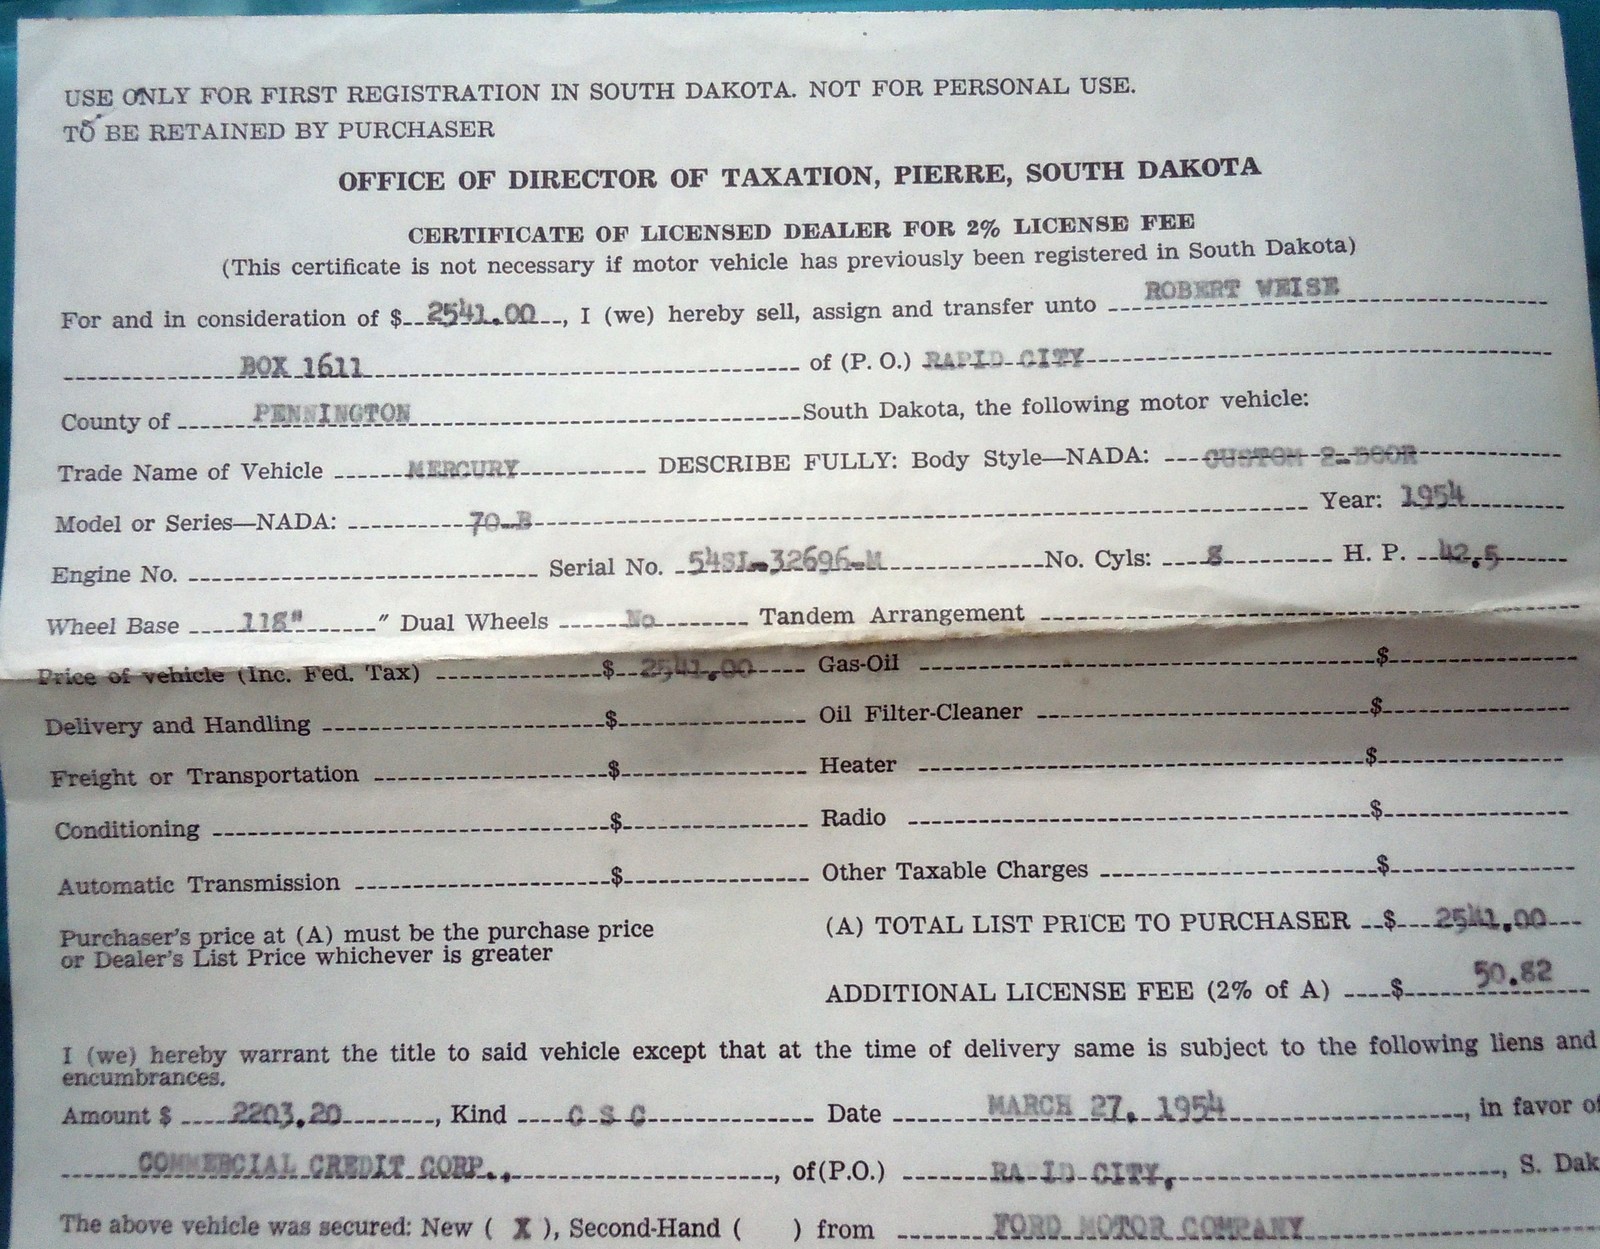 USE ONLY FOR FIRST REGISTRATION IN SOUTH DAKOTA. NOT FOR PERSONAL USE.
TO BE RETAINED BY PURCHASER
OFFICE OF DIRECTOR OF TAXATION, PIERRE, SOUTH DAKOTA
CERTIFICATE OF LICENSED DEALER FOR 2% LICENSE FEE
(This certificate is not necessary if motor vehicle has previously been registered in South Dakota)
For and in consideration of $ 2541.00, I (we) hereby sell, assign and transfer unto ROBERT WEISE
BOX 1611 of (P. O.) RAPID CITY
County of PENNINGTON South Dakota, the following motor vehicle:
Trade Name of Vehicle MERCURY DESCRIBE FULLY: Body Style—NADA: CUSTOM 2-DOOR
Model or Series—NADA: 70-B Year: 1954
Engine No. Serial No. 54SL-32696-M No. Cyls: 8 H. P. 42.5
Wheel Base 118" " Dual Wheels No Tandem Arrangement
Price of vehicle (Inc. Fed. Tax) $ 2541.00 Gas-Oil $
Delivery and Handling $ Oil Filter-Cleaner $
Freight or Transportation $ Heater $
Conditioning $ Radio $
Automatic Transmission $ Other Taxable Charges $
Purchaser's price at (A) must be the purchase price (A) TOTAL LIST PRICE TO PURCHASER $ 2541.00
or Dealer's List Price whichever is greater
ADDITIONAL LICENSE FEE (2% of A) $ 50.82
I (we) hereby warrant the title to said vehicle except that at the time of delivery same is subject to the following liens and
encumbrances.
Amount $ 2203.20, Kind C S C Date MARCH 27, 1954, in favor of
COMMERCIAL CREDIT CORP., of (P.O.) RA ID CITY, S. Dak
The above vehicle was secured: New ( X ), Second-Hand ( ) from FORD MOTOR COMPANY